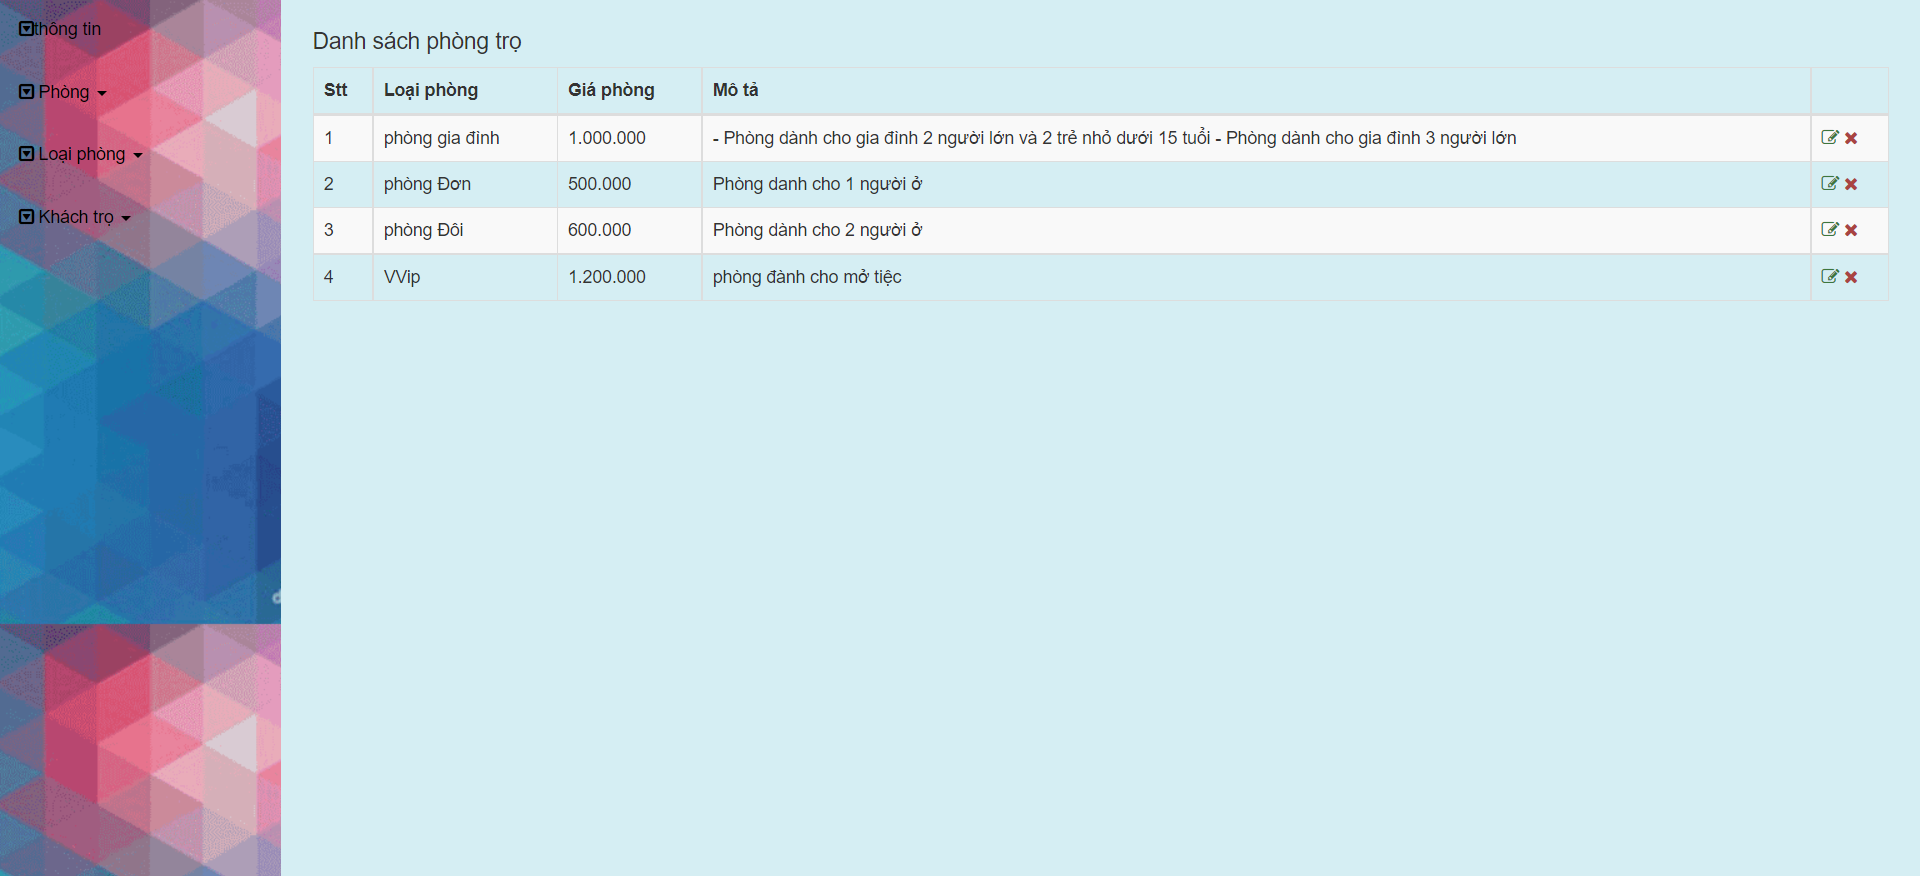 thông tin
Phòng
Loại phòng
Khách trọ
Danh sách phòng trọ
Stt Loại phòng Giá phòng Mô tả
1 phòng gia đình 1.000.000 - Phòng dành cho gia đình 2 người lớn và 2 trẻ nhỏ dưới 15 tuổi - Phòng dành cho gia đình 3 người lớn
2 phòng Đơn 500.000 Phòng danh cho 1 người ở
3 phòng Đôi 600.000 Phòng dành cho 2 người ở
4 VVip 1.200.000 phòng đành cho mở tiệc